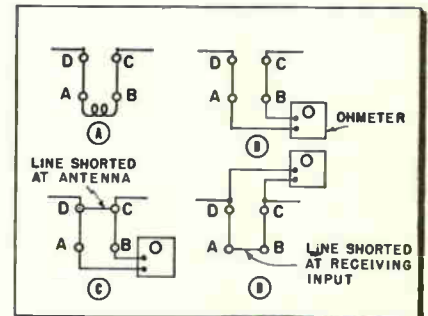 D C
A B
A
D C
A B
O
OHMETER
B
LINE SHORTED
AT ANTENNA
D C
A B
O
C
O
D C
A B
LINE SHORTED
AT RECEIVING
INPUT
D